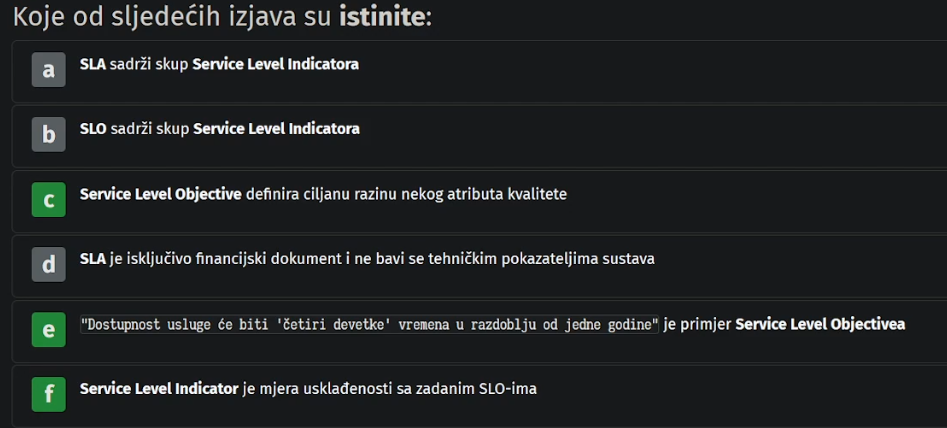 Koje od sljedećih izjava su istinite:
a SLA sadrži skup Service Level Indicatora
b SLO sadrži skup Service Level Indicatora
c Service Level Objective definira ciljanu razinu nekog atributa kvalitete
d SLA je isključivo financijski dokument i ne bavi se tehničkim pokazateljima sustava
e "Dostupnost usluge će biti 'četiri devetke' vremena u razdoblju od jedne godine" je primjer Service Level Objectivea
f Service Level Indicator je mjera usklađenosti sa zadanim SLO-ima